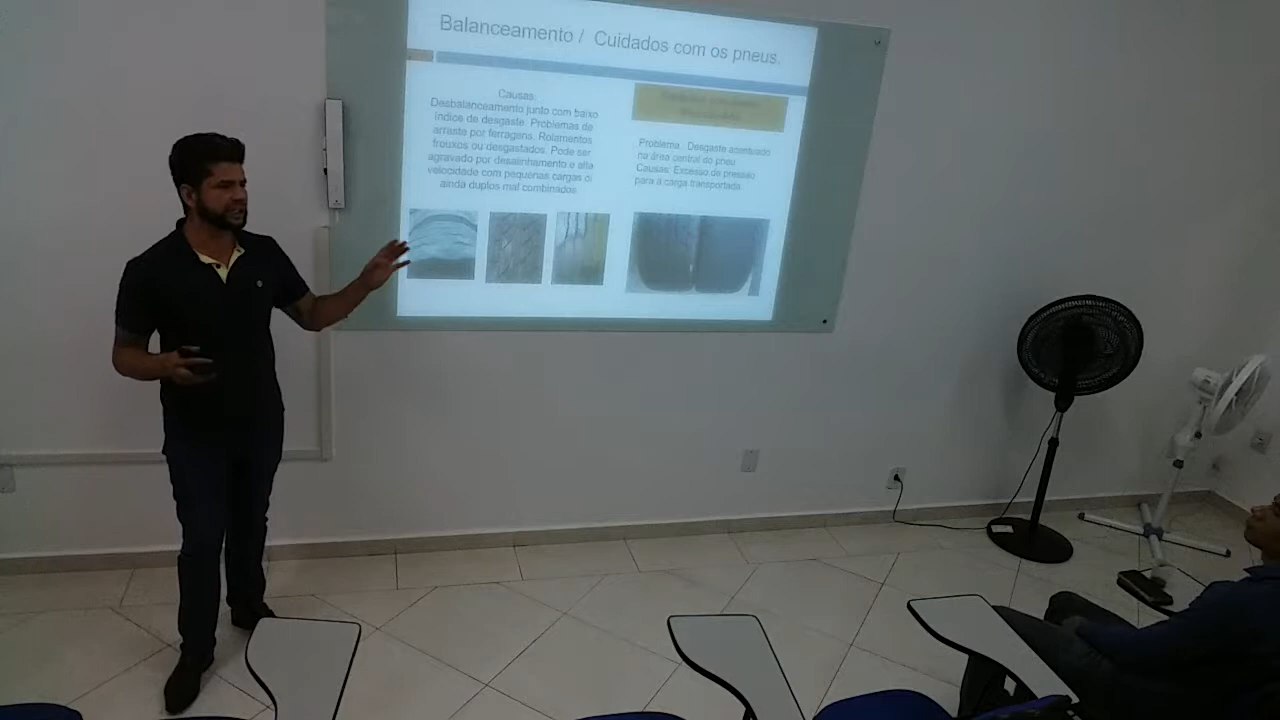 Balanceamento / Cuidados com os pneus.
Causas:
Desbalanceamento junto com baixo
índice de desgaste. Problemas de
arraste por ferragens. Rolamentos
frouxos ou desgastados. Pode ser
agravado por desalinhamento e alta
velocidade com pequenas cargas ou
ainda duplos mal combinados
Problema: Desgaste acentuado
na área central do pneu
Causas: Excesso de pressão
para a carga transportada.